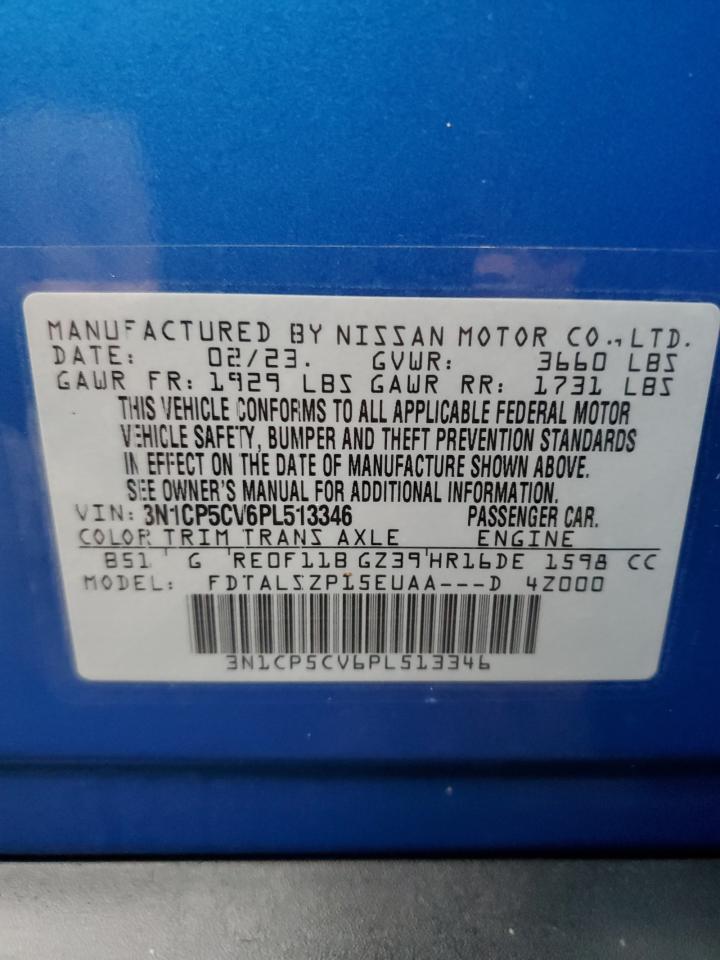 MANUFACTURED BY NISSAN MOTOR CO., LTD.
DATE: 02/23. GVWR: 3660 LBS
GAWR FR: 1929 LBS GAWR RR: 1731 LBS
THIS VEHICLE CONFORMS TO ALL APPLICABLE FEDERAL MOTOR
VEHICLE SAFETY, BUMPER AND THEFT PREVENTION STANDARDS
IN EFFECT ON THE DATE OF MANUFACTURE SHOWN ABOVE.
SEE OWNER'S MANUAL FOR ADDITIONAL INFORMATION.
VIN: 3N1CP5CV6PL513346 PASSENGER CAR.
COLOR TRIM TRANS AXLE ENGINE
B51 G RE0F11B GZ39 HR16DE 1598 CC
MODEL: FDTALSZP15EUAA---D 4Z000
3N1CP5CV6PL513346